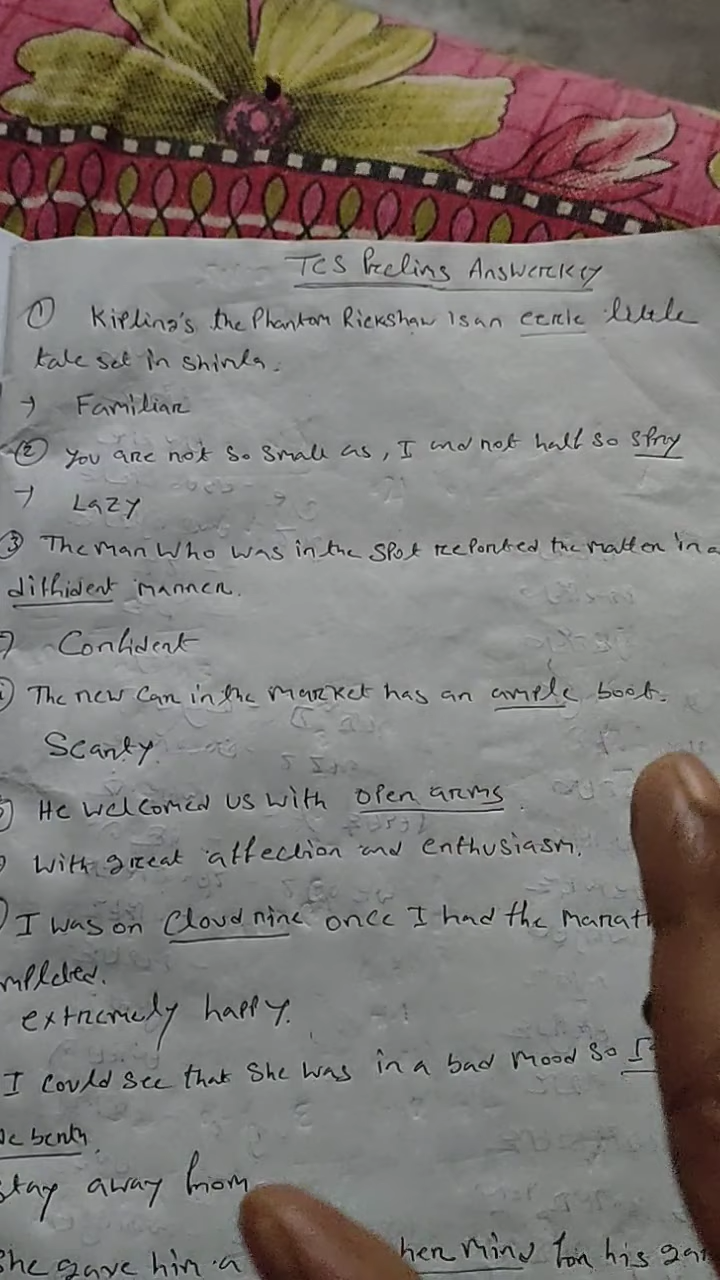 TCS Prelims Answerkey
① Kipling's the Phantom Rickshaw is an eerie little
tale set in shimla.
→ Familiar
② You are not so small as, I and not half so spry
→ Lazy
③ The man who was in the spot reported the matter in a
diffident manner.
→ Confident
The new car in the market has an ample boot.
Scanty
He welcomed us with open arms.
with great affection and enthusiasm.
I was on cloud nine once I had the marat
mpleted.
extremely happy.
I could see that she was in a bad mood so I
berth.
stay away from
She gave him a her mind for his